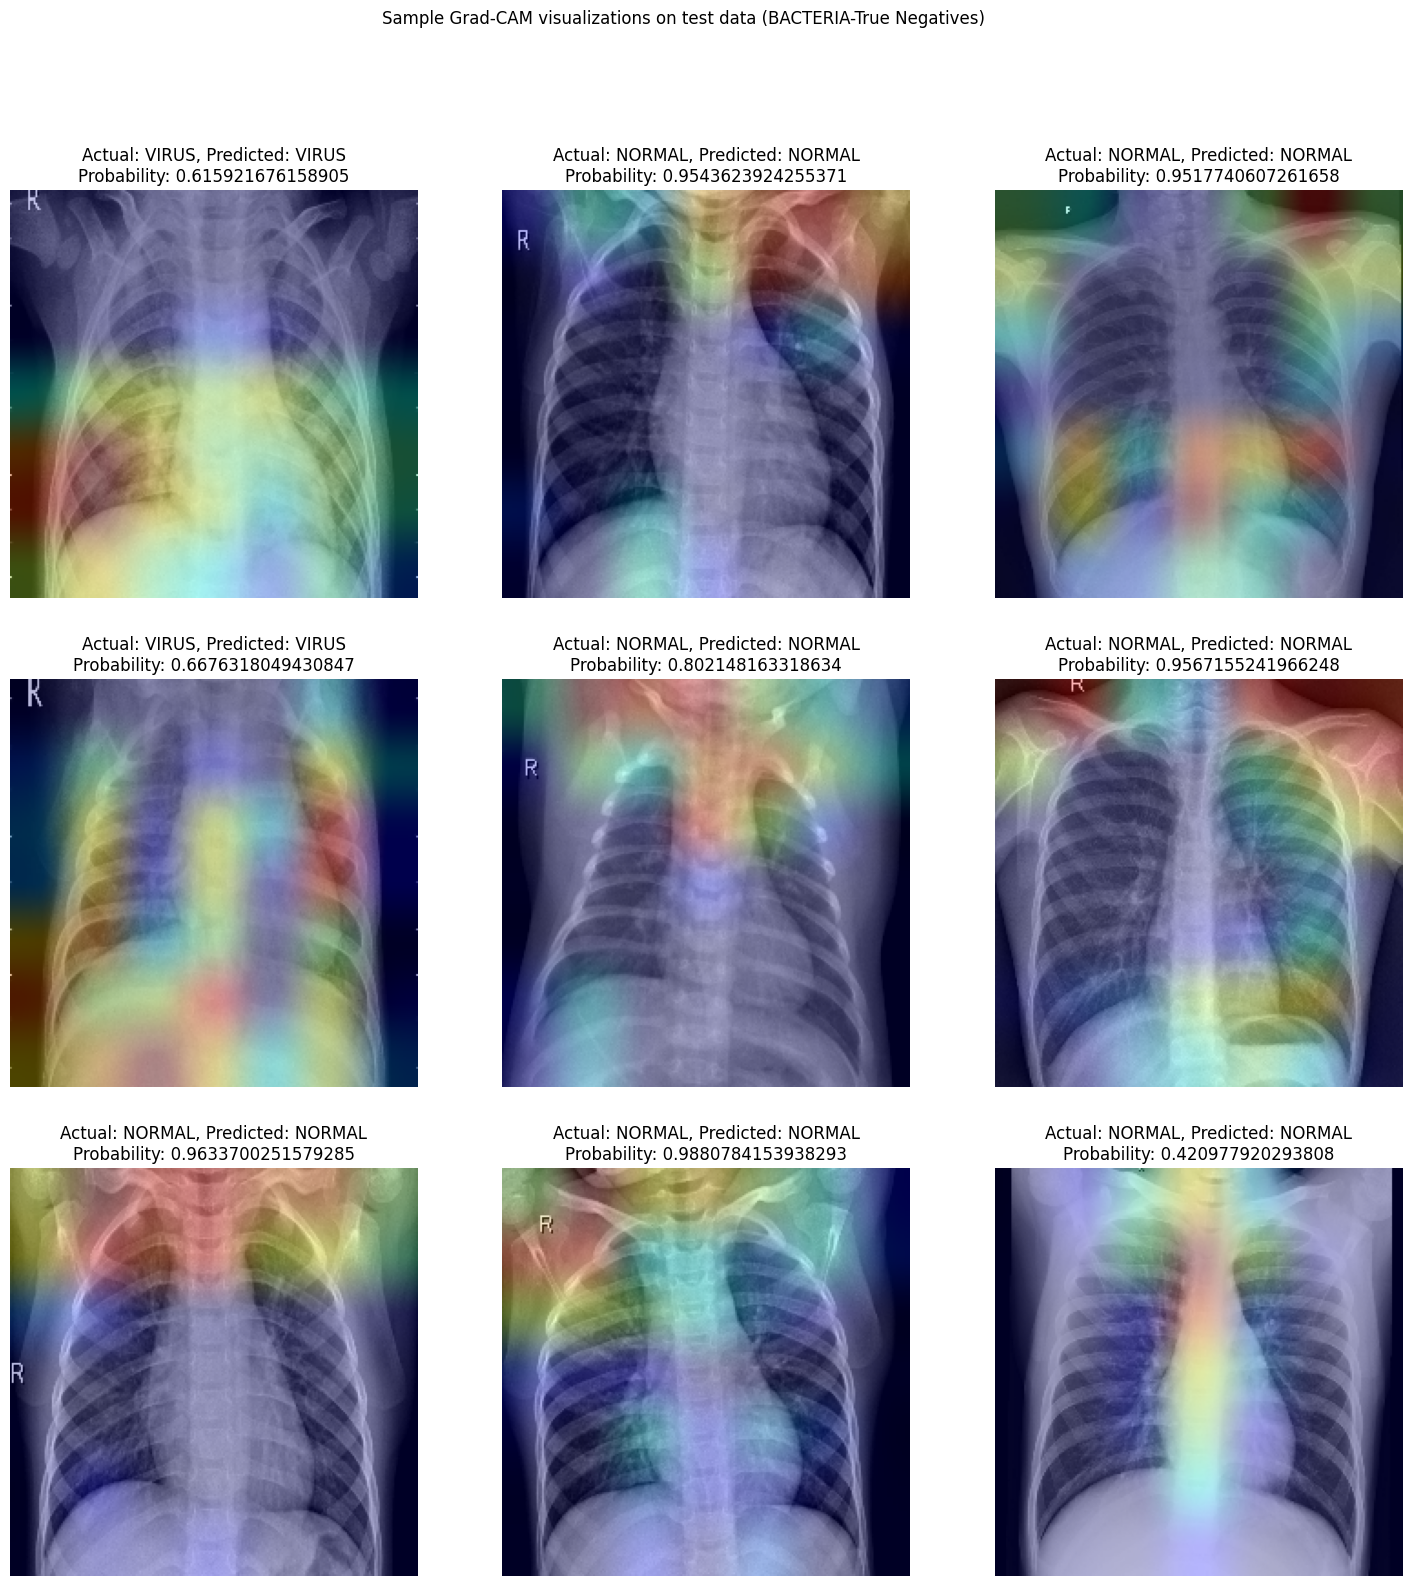 Sample Grad-CAM visualizations on test data (BACTERIA-True Negatives)
Actual: VIRUS, Predicted: VIRUS
Probability: 0.615921676158905
Actual: NORMAL, Predicted: NORMAL
Probability: 0.9543623924255371
Actual: NORMAL, Predicted: NORMAL
Probability: 0.9517740607261658
R
R
Actual: VIRUS, Predicted: VIRUS
Probability: 0.6676318049430847
Actual: NORMAL, Predicted: NORMAL
Probability: 0.802148163318634
Actual: NORMAL, Predicted: NORMAL
Probability: 0.9567155241966248
R
R
R
Actual: NORMAL, Predicted: NORMAL
Probability: 0.9633700251579285
Actual: NORMAL, Predicted: NORMAL
Probability: 0.9880784153938293
Actual: NORMAL, Predicted: NORMAL
Probability: 0.420977920293808
R
R